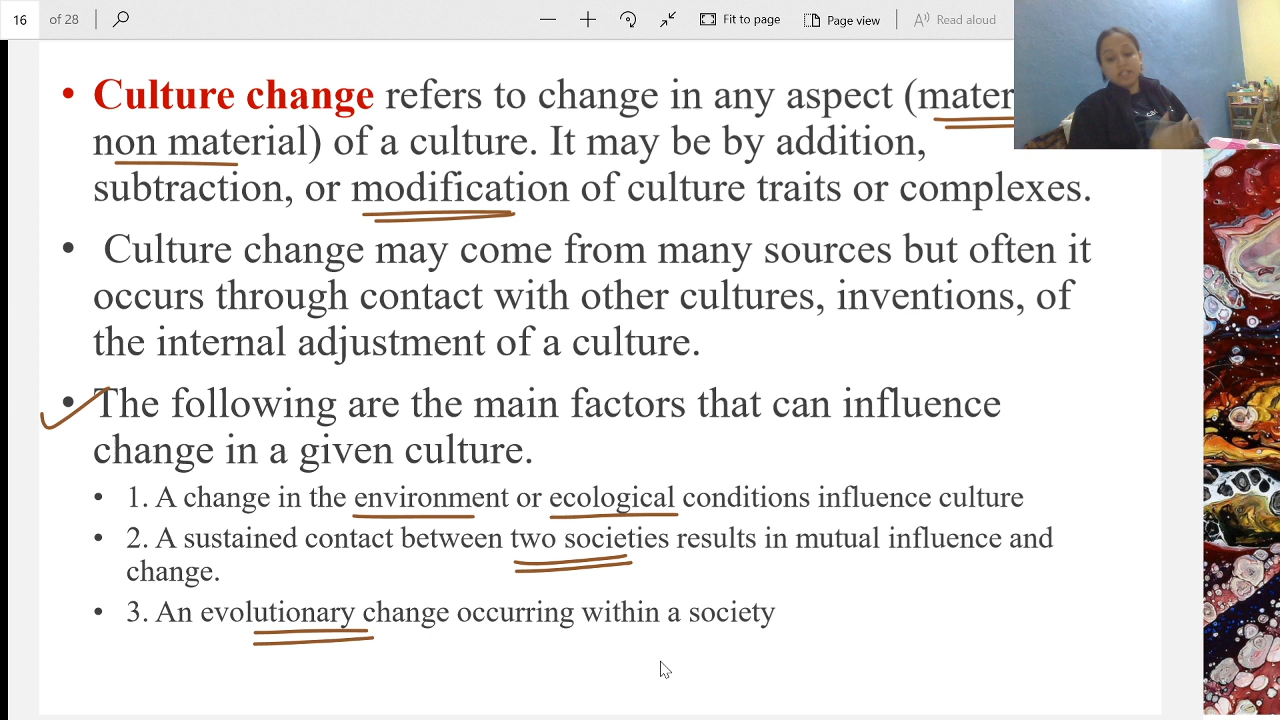 16 of 28 Fit to page Page view Read aloud
• Culture change refers to change in any aspect (mater
non material) of a culture. It may be by addition,
subtraction, or modification of culture traits or complexes.
• Culture change may come from many sources but often it
occurs through contact with other cultures, inventions, of
the internal adjustment of a culture.
• The following are the main factors that can influence
change in a given culture.
• 1. A change in the environment or ecological conditions influence culture
• 2. A sustained contact between two societies results in mutual influence and
change.
• 3. An evolutionary change occurring within a society